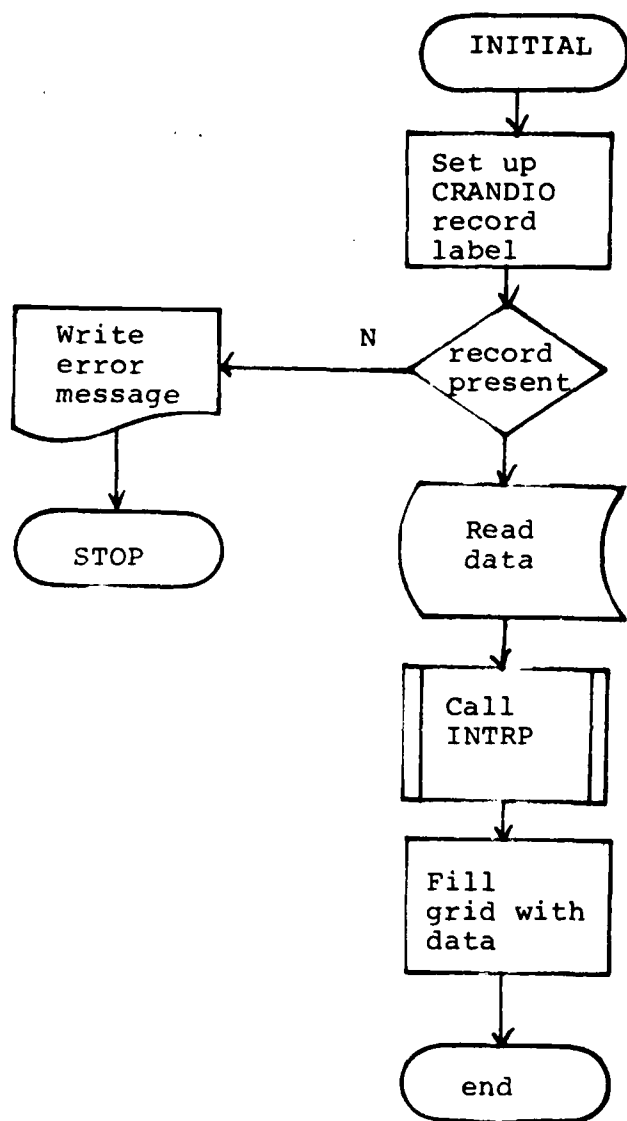 INITIAL
Set up
CRANDIO
record
label
N
record
present
Write
error
message
STOP
Read
data
Call
INTRP
Fill
grid with
data
end